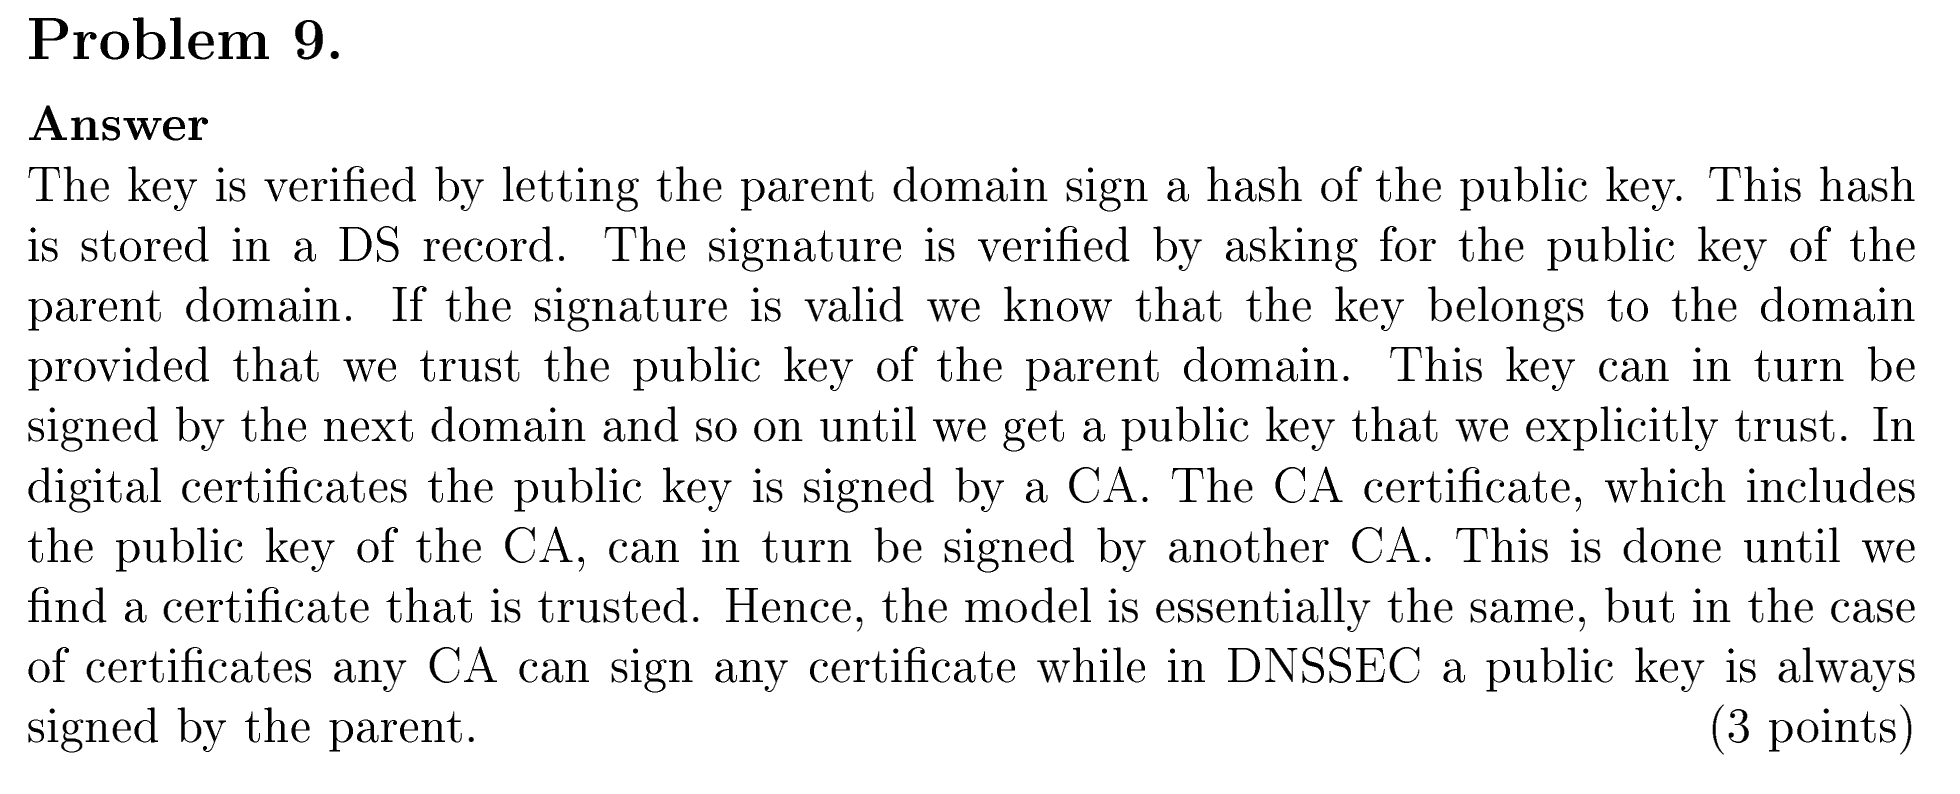 Problem 9.
Answer
The key is verified by letting the parent domain sign a hash of the public key. This hash
is stored in a DS record. The signature is verified by asking for the public key of the
parent domain. If the signature is valid we know that the key belongs to the domain
provided that we trust the public key of the parent domain. This key can in turn be
signed by the next domain and so on until we get a public key that we explicitly trust. In
digital certificates the public key is signed by a CA. The CA certificate, which includes
the public key of the CA, can in turn be signed by another CA. This is done until we
find a certificate that is trusted. Hence, the model is essentially the same, but in the case
of certificates any CA can sign any certificate while in DNSSEC a public key is always
signed by the parent. (3 points)